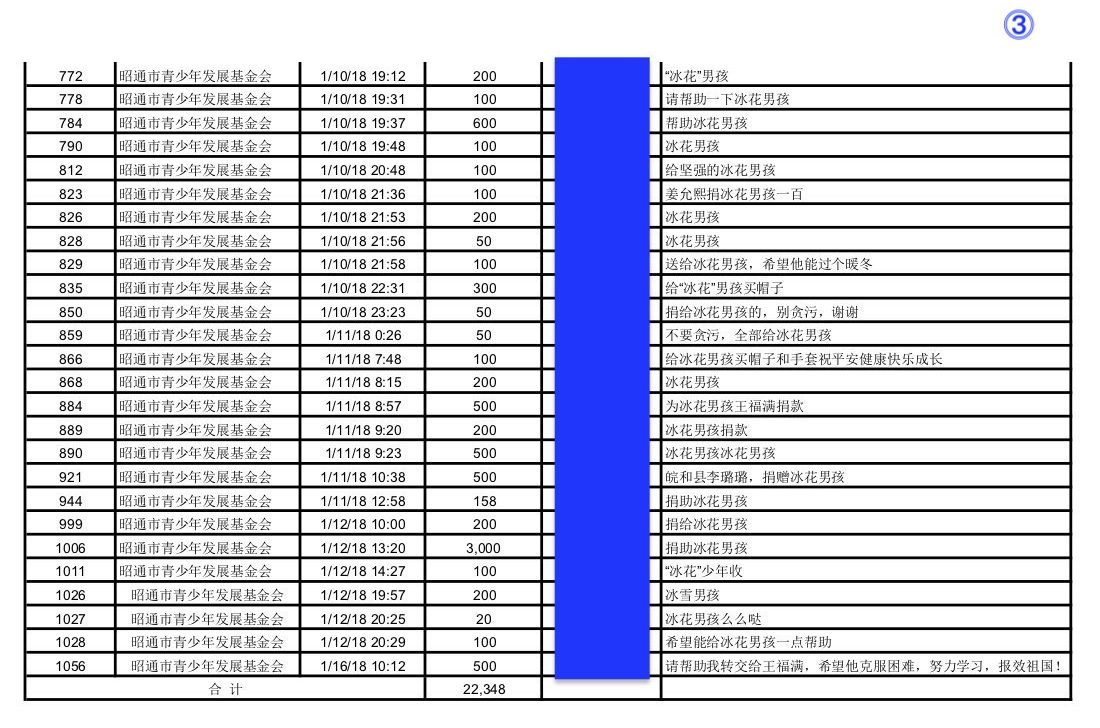 ③
772 昭通市青少年发展基金会 1/10/18 19:12 200 “冰花”男孩
778 昭通市青少年发展基金会 1/10/18 19:31 100 请帮助一下冰花男孩
784 昭通市青少年发展基金会 1/10/18 19:37 600 帮助冰花男孩
790 昭通市青少年发展基金会 1/10/18 19:48 100 冰花男孩
812 昭通市青少年发展基金会 1/10/18 20:48 100 给坚强的冰花男孩
823 昭通市青少年发展基金会 1/10/18 21:36 100 姜允熙捐冰花男孩一百
826 昭通市青少年发展基金会 1/10/18 21:53 200 冰花男孩
828 昭通市青少年发展基金会 1/10/18 21:56 50 冰花男孩
829 昭通市青少年发展基金会 1/10/18 21:58 100 送给冰花男孩，希望他能过个暖冬
835 昭通市青少年发展基金会 1/10/18 22:31 300 给“冰花”男孩买帽子
850 昭通市青少年发展基金会 1/10/18 23:23 50 捐给冰花男孩的，别贪污，谢谢
859 昭通市青少年发展基金会 1/11/18 0:26 50 不要贪污，全部给冰花男孩
866 昭通市青少年发展基金会 1/11/18 7:48 100 给冰花男孩买帽子和手套祝平安健康快乐成长
868 昭通市青少年发展基金会 1/11/18 8:15 200 冰花男孩
884 昭通市青少年发展基金会 1/11/18 8:57 500 为冰花男孩王福满捐款
889 昭通市青少年发展基金会 1/11/18 9:20 200 冰花男孩捐款
890 昭通市青少年发展基金会 1/11/18 9:23 500 冰花男孩冰花男孩
921 昭通市青少年发展基金会 1/11/18 10:38 500 皖和县李璐璐，捐赠冰花男孩
944 昭通市青少年发展基金会 1/11/18 12:58 158 捐助冰花男孩
999 昭通市青少年发展基金会 1/12/18 10:00 200 捐给冰花男孩
1006 昭通市青少年发展基金会 1/12/18 13:20 3,000 捐助冰花男孩
1011 昭通市青少年发展基金会 1/12/18 14:27 100 “冰花”少年收
1026 昭通市青少年发展基金会 1/12/18 19:57 200 冰雪男孩
1027 昭通市青少年发展基金会 1/12/18 20:25 20 冰花男孩么么哒
1028 昭通市青少年发展基金会 1/12/18 20:29 100 希望能给冰花男孩一点帮助
1056 昭通市青少年发展基金会 1/16/18 10:12 500 请帮助我转交给王福满，希望他克服困难，努力学习，报效祖国！
合 计 22,348